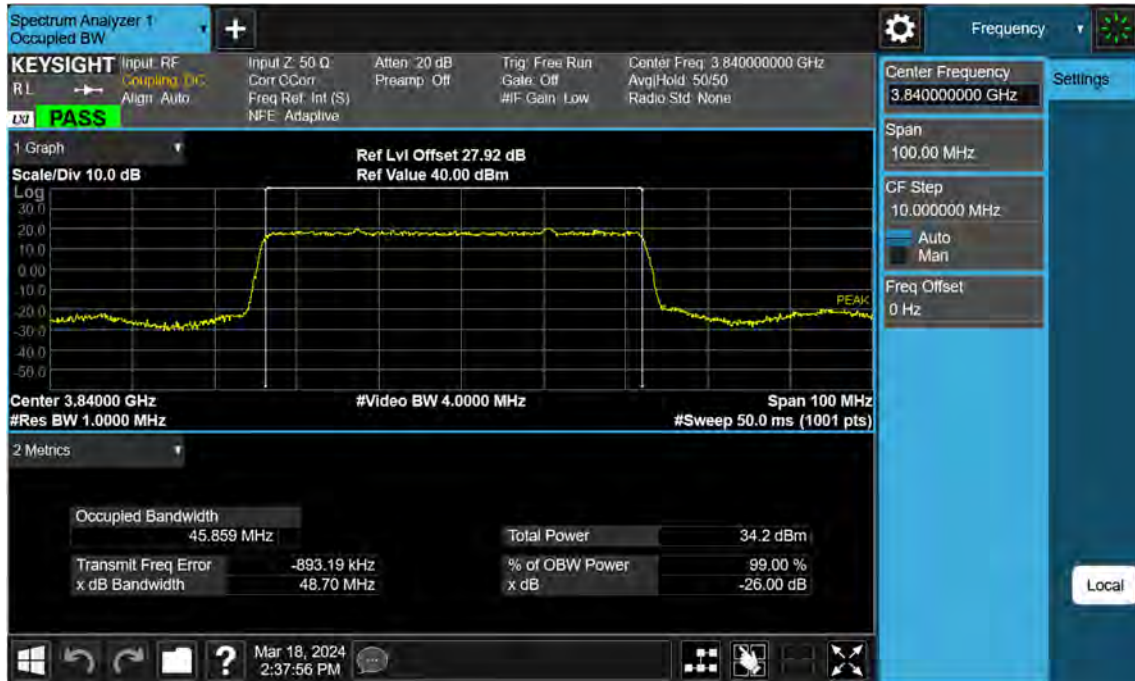 Spectrum Analyzer 1
Occupied BW
+
Frequency
KEYSIGHT
RL
LXI
PASS
Input: RF
Coupling: DC
Align: Auto
Input Z: 50 Ω
Corr CCorr
Freq Ref: Int (S)
NFE: Adaptive
Atten: 20 dB
Preamp: Off
Trig: Free Run
Gate: Off
#IF Gain: Low
Center Freq: 3.840000000 GHz
Avg|Hold: 50/50
Radio Std: None
Center Frequency
3.840000000 GHz
Settings
Span
100.00 MHz
CF Step
10.000000 MHz
Auto
Man
Freq Offset
0 Hz
1 Graph
Scale/Div 10.0 dB
Ref Lvl Offset 27.92 dB
Ref Value 40.00 dBm
Log
30.0
20.0
10.0
0.00
-10.0
-20.0
-30.0
-40.0
-50.0
PEAK
Center 3.84000 GHz
#Video BW 4.0000 MHz
Span 100 MHz
#Res BW 1.0000 MHz
#Sweep 50.0 ms (1001 pts)
2 Metrics
Occupied Bandwidth
45.859 MHz
Total Power 34.2 dBm
Transmit Freq Error -893.19 kHz
% of OBW Power 99.00 %
x dB Bandwidth 48.70 MHz
x dB -26.00 dB
Local
?
Mar 18, 2024
2:37:56 PM